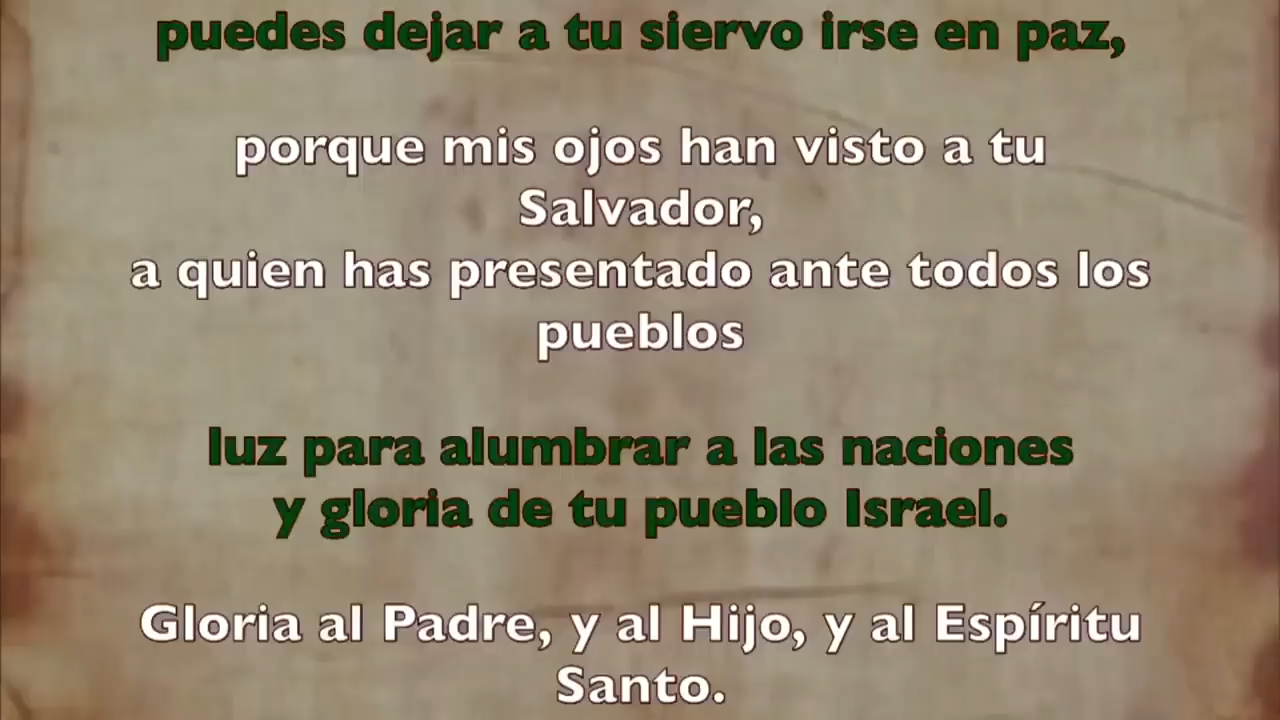 puedes dejar a tu siervo irse en paz,
porque mis ojos han visto a tu
Salvador,
a quien has presentado ante todos los
pueblos
luz para alumbrar a las naciones
y gloria de tu pueblo Israel.
Gloria al Padre, y al Hijo, y al Espíritu
Santo.